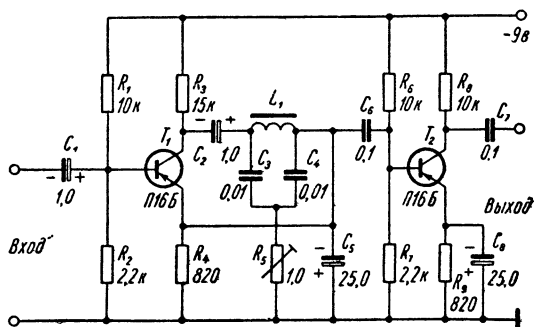 -9в
R₁
10к
R₃
15к
L₁
R₆
10к
R₈
10к
C₇
0,1
C₁
- +
1,0
T₁
П16Б
- +
C₂
1,0
C₃
0,01
C₄
0,01
C₆
0,1
T₂
П16Б
Вход
Выход
R₂
2,2к
R₄
820
R₅
1,0
C₅
-
+
25,0
R₇
2,2к
R₉
820
C₈
-
+
25,0